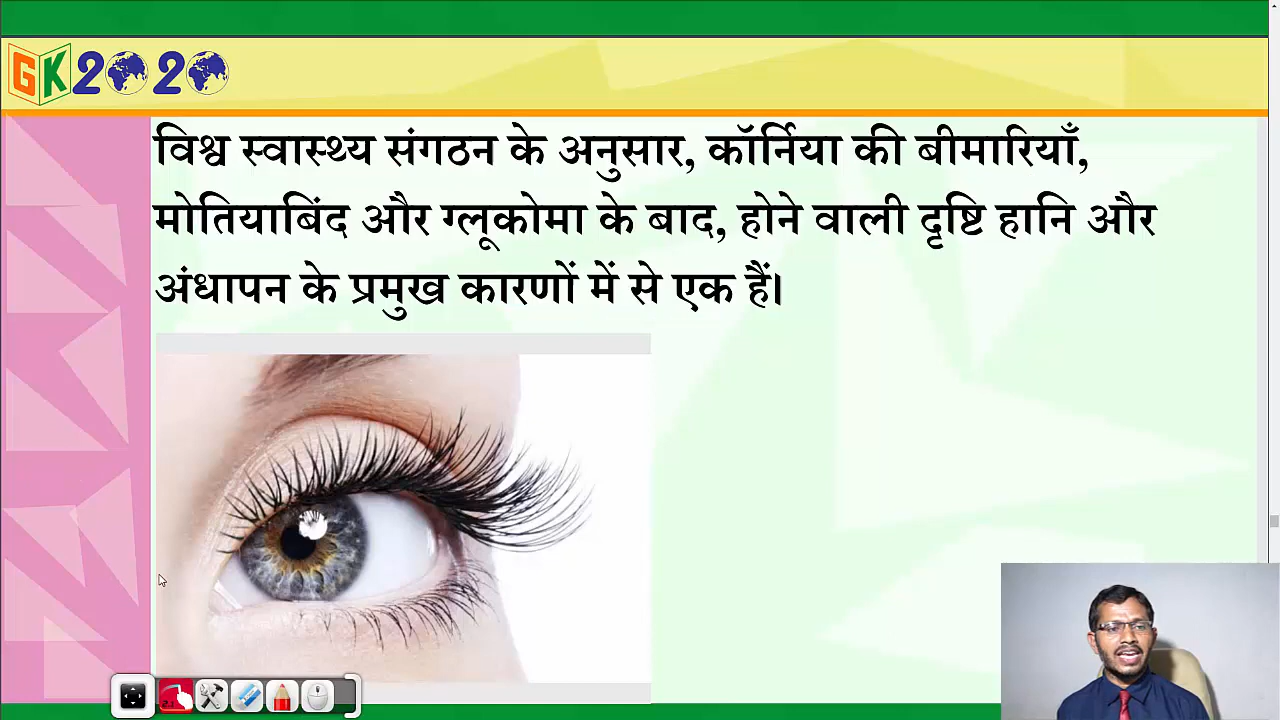 GK2020
विश्व स्वास्थ्य संगठन के अनुसार, कॉर्निया की बीमारियाँ,
मोतियाबिंद और ग्लूकोमा के बाद, होने वाली दृष्टि हानि और
अंधापन के प्रमुख कारणों में से एक हैं।